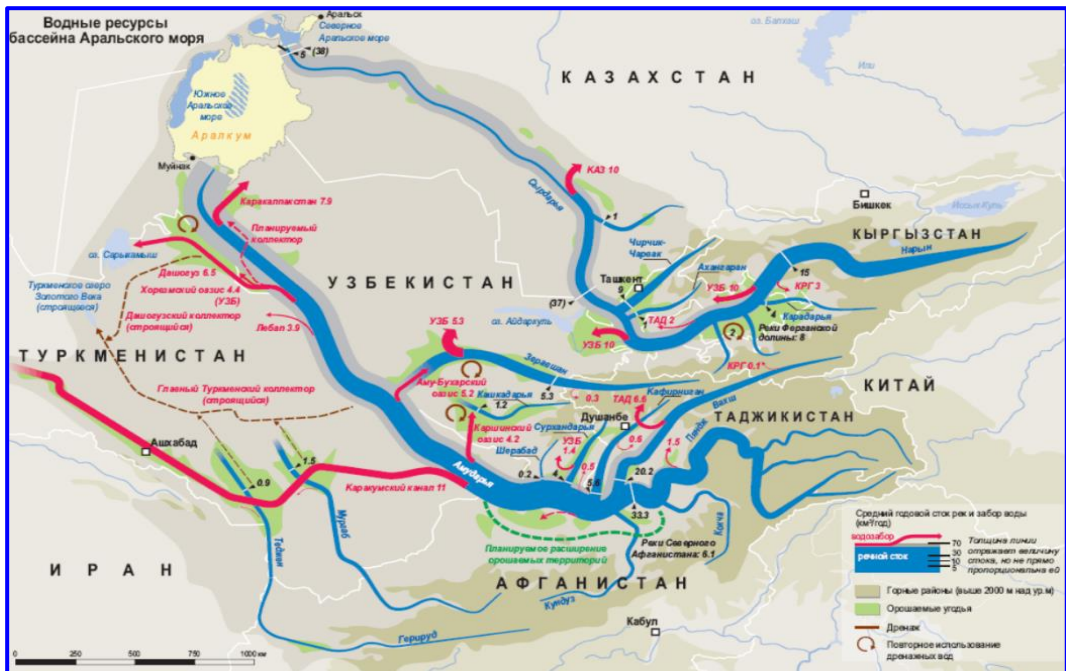 Водные ресурсы
бассейна Аральского моря
Аральск
Северное
Аральское море
5 (38)
оз. Балхаш
Или
КАЗАХСТАН
Южное
Аральское
море
Аралкум
Муйнак
Каракалпакстан 7.9
Планируемый
коллектор
КАЗ 10
Сырдарья
1
Бишкек
Иссык-Куль
КЫРГЫЗСТАН
Нарын
Чирчик-
Чарвак
Ахангаран
Ташкент
9
15
УЗБ 10
КРГ 3
4
Карадарья
Реки Ферганской
долины: 8
2
ТАД 2
1
(37)
УЗБ 10
КРГ 0.1*
оз. Сарыкамыш
Дашогуз 6.5
Хорезмский оазис 4.4
(УЗБ)
Туркменское озеро
Золотого Века
(строящееся)
Дашогузский коллектор
(строящийся)
Лебап 3.9
УЗБЕКИСТАН
оз. Айдаркуль
УЗБ 5.3
Зеравшан
5.3
0.3
ТУРКМЕНИСТАН
Главный Туркменский коллектор
(строящийся)
Аму-Бухарский
оазис 5.2
Кашкадарья
1.2
Каршинский
оазис 4.2
Кафирниган
ТАД 6.6
Душанбе
Вахш
Сурхандарья
УЗБ
1.4
Шерабад
0.6
1.5
Пяндж
КИТАЙ
ТАДЖИКИСТАН
0.2
4
0.5
5.6
20.2
33.3
Кокча
Ашхабад
1.5
0.9
Каракумский канал 11
Амударья
Мургаб
Теджен
Планируемое расширение
орошаемых территорий
Реки Северного
Афганистана: 6.1
ИРАН
АФГАНИСТАН
Кундуз
Герируд
Кабул
Средний годовой сток рек и забор воды
(км³/год)
водозабор
речной сток
70
30
10
5
Толщина линии
отражает величину
стока, но не прямо
пропорциональна ей
Горные районы (выше 2000 м над ур.м)
Орошаемые угодья
Дренаж
Повторное использование
дренажных вод
0 250 500 750 1000 км